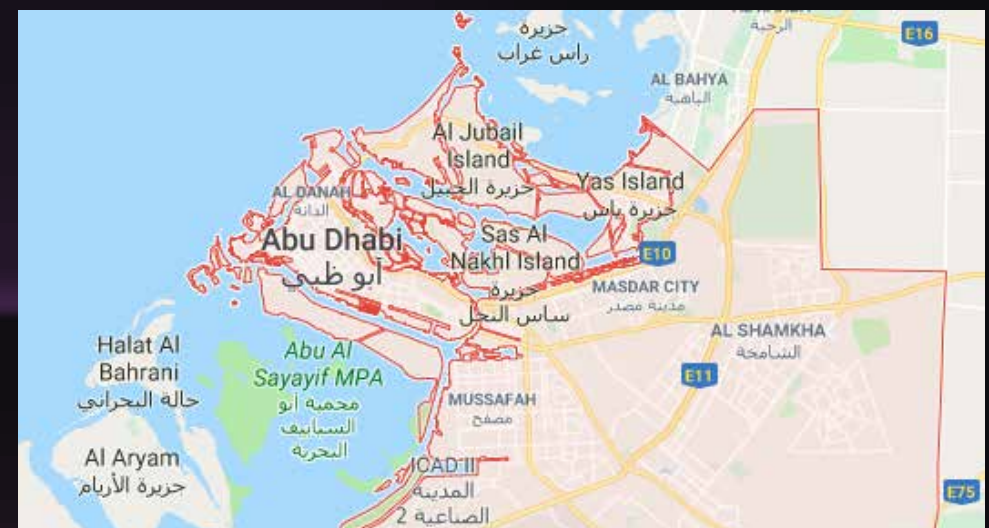 جزيرة
راس غراب
الرحبة
E16
AL BAHYA
الباهية
Al Jubail
Island
جزيرة الجبيل
Yas Island
جزيرة ياس
AL DANAH
الدانة
Abu Dhabi
أبو ظبي
Sas Al
Nakhl Island
جزيرة
ساس النخل
E10
MASDAR CITY
مدينة مصدر
AL SHAMKHA
الشامخة
Halat Al
Bahrani
حالة البحراني
Abu Al
Sayayif MPA
محمية أبو
السيايف
البحرية
E11
MUSSAFAH
مصفح
Al Aryam
جزيرة الأريام
ICAD II
المدينة
الصناعية 2
E75